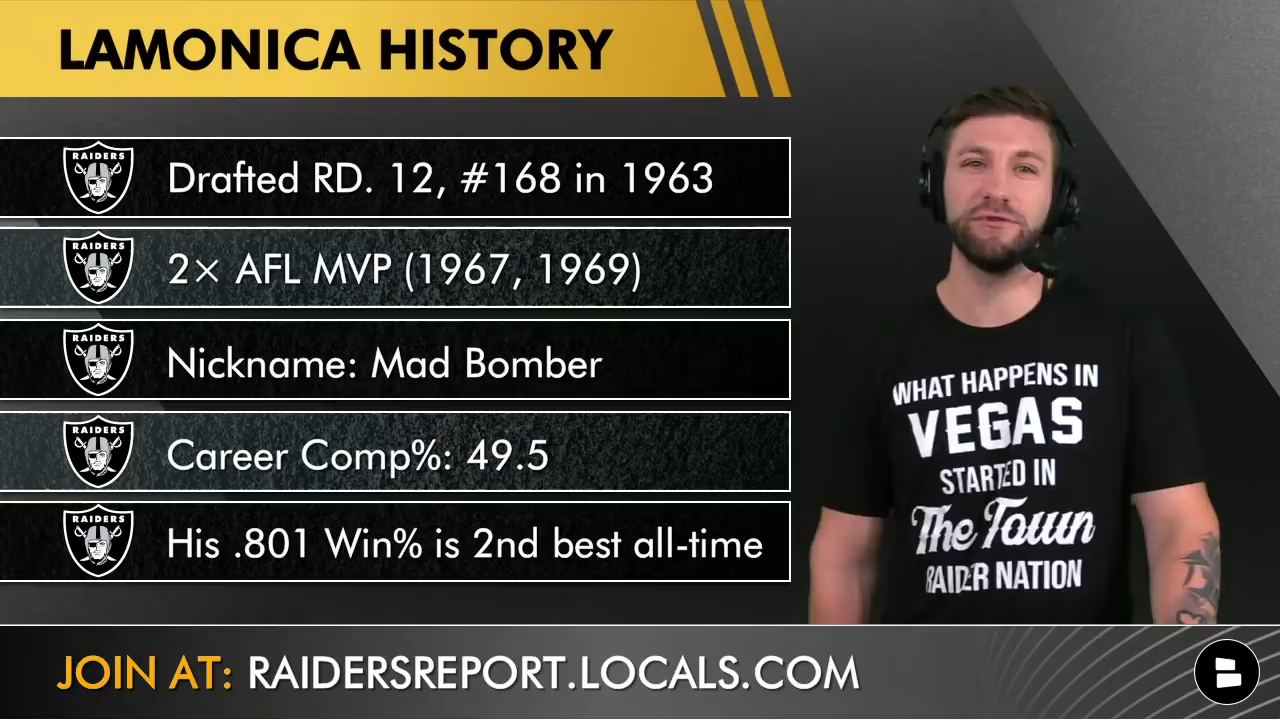 LAMONICA HISTORY
RAIDERS
Drafted RD. 12, #168 in 1963
RAIDERS
2× AFL MVP (1967, 1969)
RAIDERS
Nickname: Mad Bomber
RAIDERS
Career Comp%: 49.5
RAIDERS
His .801 Win% is 2nd best all-time
WHAT HAPPENS IN
VEGAS
STARTED IN
The Town
RAIDER NATION
JOIN AT: RAIDERSREPORT.LOCALS.COM